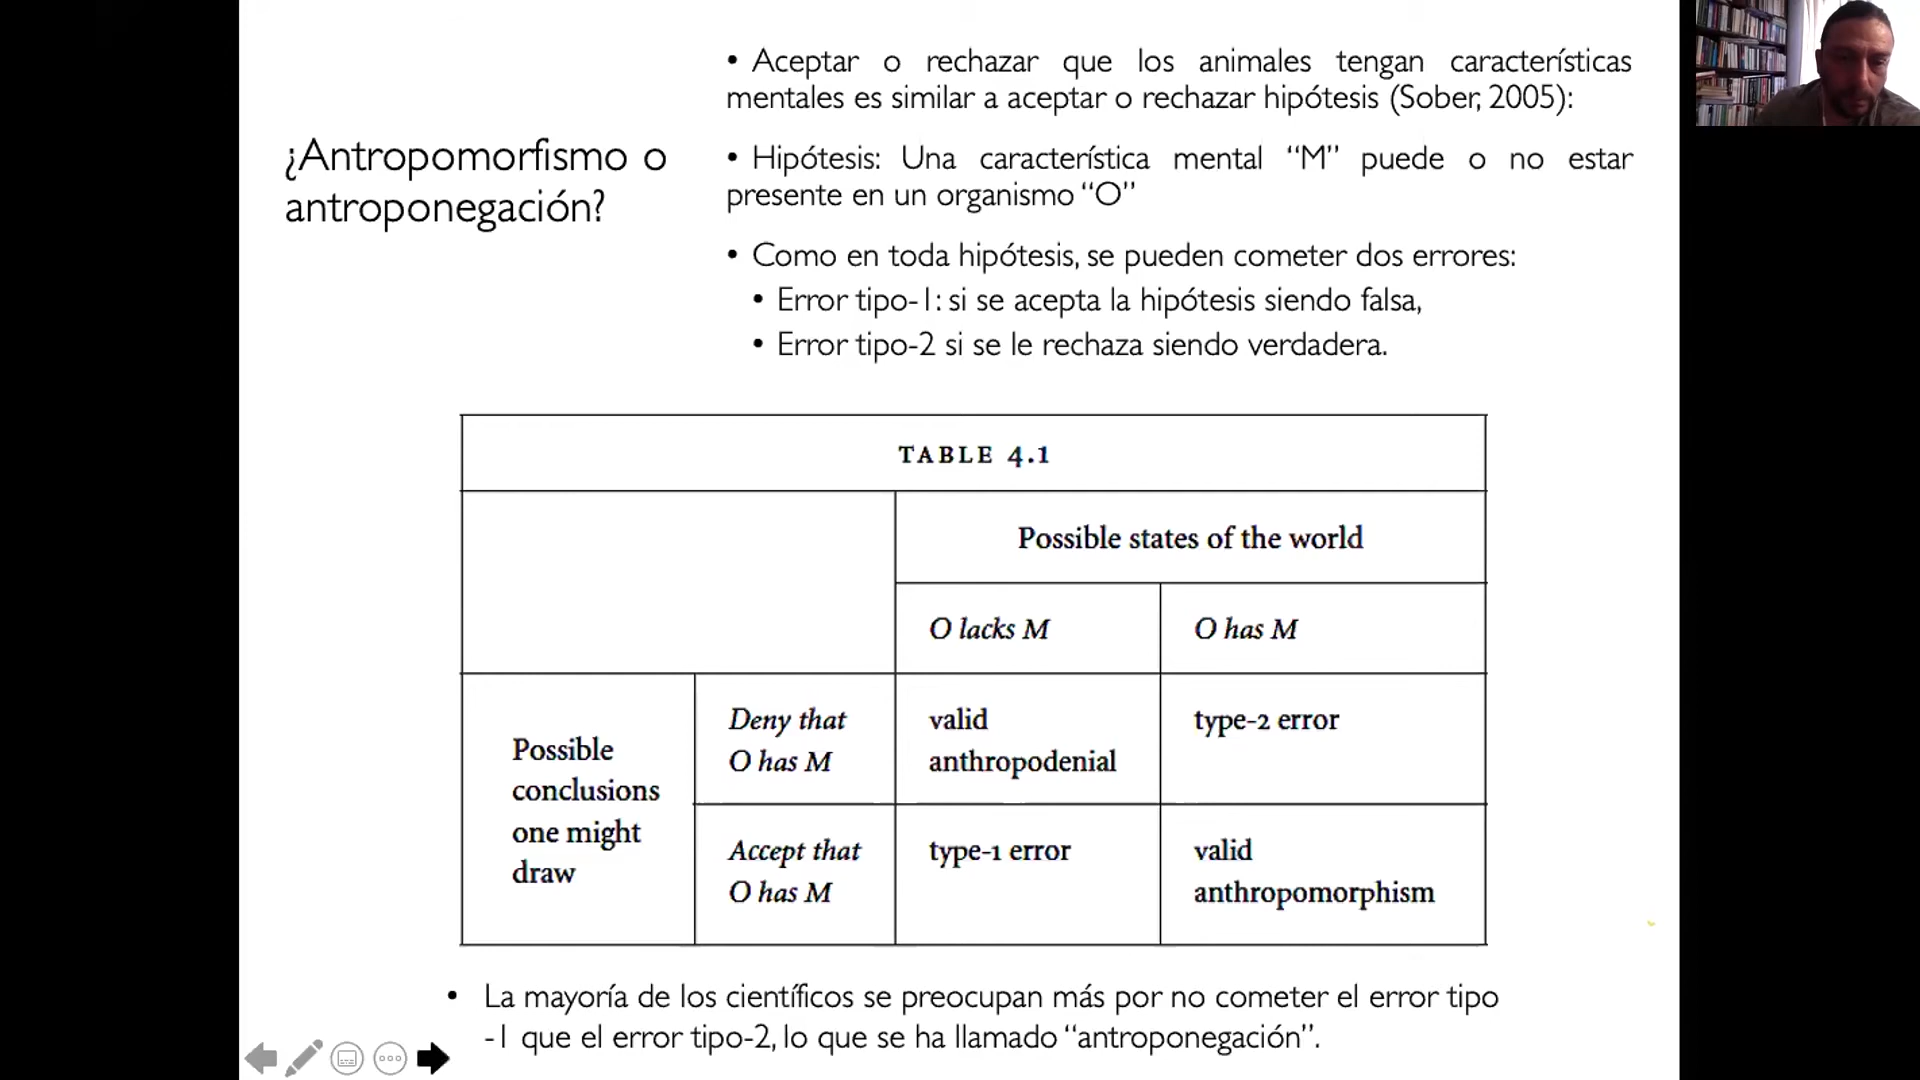 ¿Antropomorfismo o
antroponegación?
• Aceptar o rechazar que los animales tengan características
mentales es similar a aceptar o rechazar hipótesis (Sober, 2005):
• Hipótesis: Una característica mental “M” puede o no estar
presente en un organismo “O”
• Como en toda hipótesis, se pueden cometer dos errores:
• Error tipo-1: si se acepta la hipótesis siendo falsa,
• Error tipo-2 si se le rechaza siendo verdadera.
TABLE 4.1
Possible states of the world
O lacks M
O has M
Possible
conclusions
one might
draw
Deny that
O has M
valid
anthropodenial
type-2 error
Accept that
O has M
type-1 error
valid
anthropomorphism
• La mayoría de los científicos se preocupan más por no cometer el error tipo
-1 que el error tipo-2, lo que se ha llamado “antroponegación”.